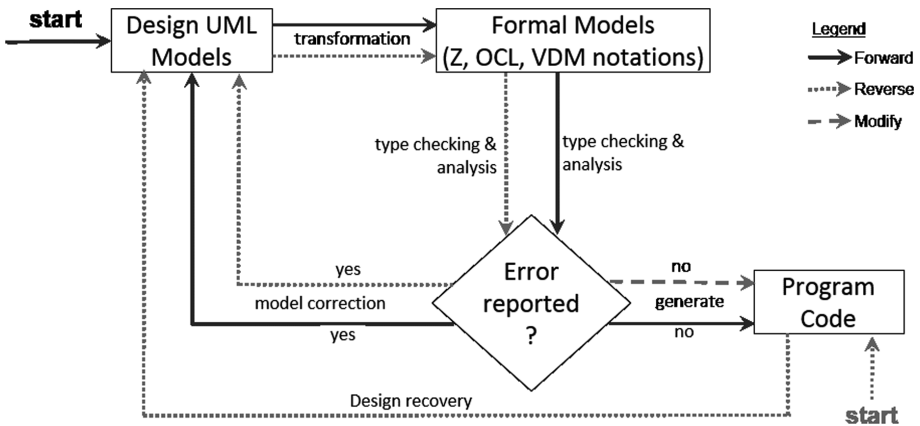 start
Design UML
Models
transformation
Formal Models
(Z, OCL, VDM notations)
Legend
Forward
Reverse
Modify
type checking &
analysis
type checking &
analysis
Error
reported
?
yes
model correction
yes
no
generate
no
Program
Code
Design recovery
start